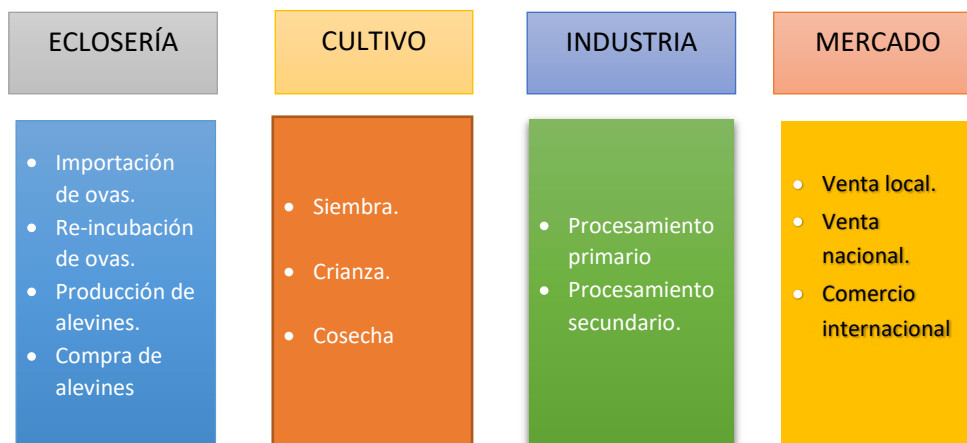 ECLOSERÍA
CULTIVO
INDUSTRIA
MERCADO
• Importación
de ovas.
• Re-incubación
de ovas.
• Producción de
alevines.
• Compra de
alevines
• Siembra.
• Crianza.
• Cosecha
• Procesamiento
primario
• Procesamiento
secundario.
• Venta local.
• Venta
nacional.
• Comercio
internacional